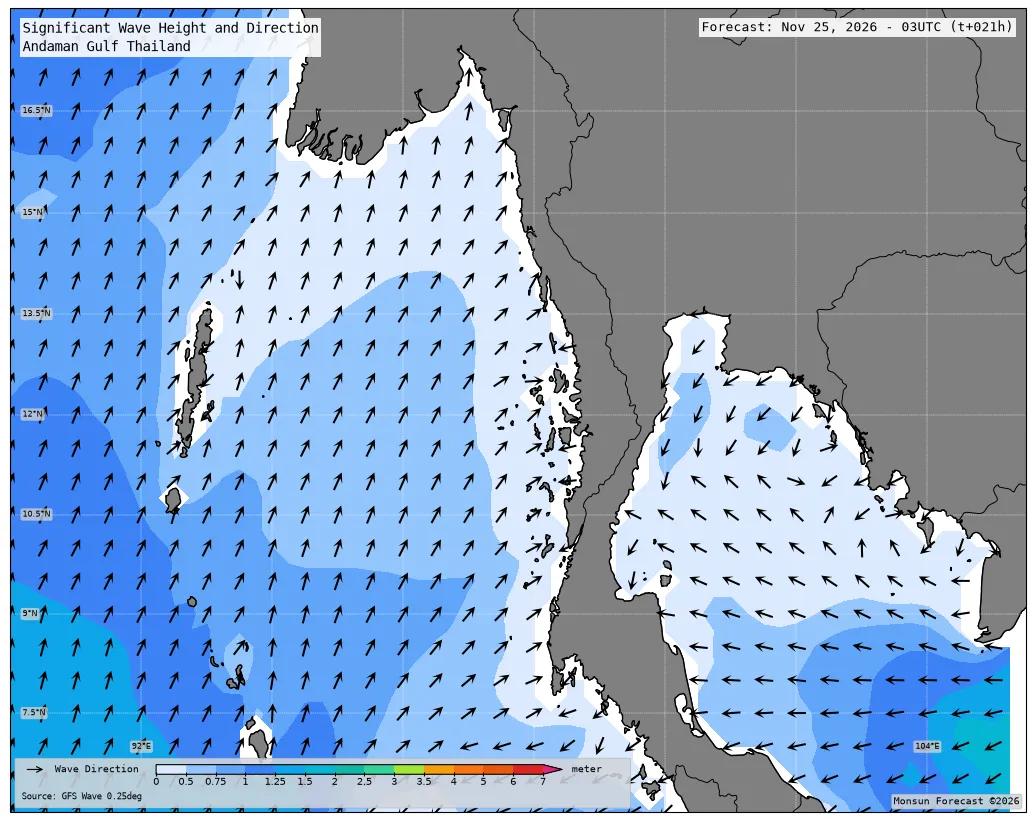 Significant Wave Height and Direction
Andaman Gulf Thailand
Forecast: Nov 25, 2026 - 03UTC (t+021h)
16.5°N
15°N
13.5°N
12°N
10.5°N
9°N
7.5°N
92°E
104°E
Wave Direction
meter
0.5 0.75 1 1.25 1.5 2 2.5 3 3.5 4 5 6 7
Source: GFS Wave 0.25deg
Monsun Forecast ©2026